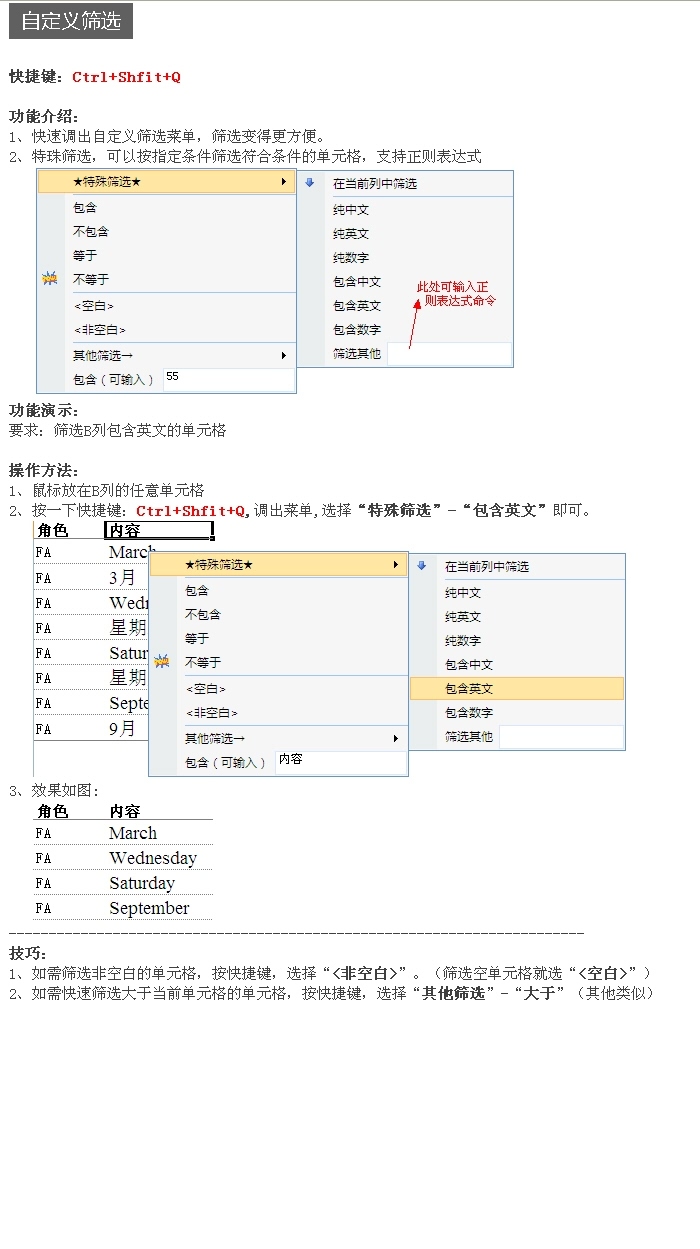 自定义筛选
快捷键：Ctrl+Shfit+Q
功能介绍：
1、快速调出自定义筛选菜单，筛选变得更方便。
2、特珠筛选，可以按指定条件筛选符合条件的单元格，支持正则表达式
★特殊筛选★
包含
不包含
等于
不等于
<空白>
<非空白>
其他筛选→
包含（可输入） 55
在当前列中筛选
纯中文
纯英文
纯数字
包含中文
包含英文
包含数字
筛选其他
此处可输入正
则表达式命令
功能演示：
要求：筛选B列包含英文的单元格
操作方法：
1、鼠标放在B列的任意单元格
2、按一下快捷键：Ctrl+Shfit+Q,调出菜单,选择“特殊筛选”-“包含英文”即可。
角色 内容
FA March
FA 3月
FA Wedn
FA 星期
FA Satur
FA 星期
FA Septe
FA 9月
★特殊筛选★
包含
不包含
等于
不等于
<空白>
<非空白>
其他筛选→
包含（可输入） 内容
在当前列中筛选
纯中文
纯英文
纯数字
包含中文
包含英文
包含数字
筛选其他
3、效果如图：
角色 内容
FA March
FA Wednesday
FA Saturday
FA September
技巧：
1、如需筛选非空白的单元格，按快捷键，选择“<非空白>”。（筛选空单元格就选“<空白>”）
2、如需快速筛选大于当前单元格的单元格，按快捷键，选择“其他筛选”-“大于”（其他类似）